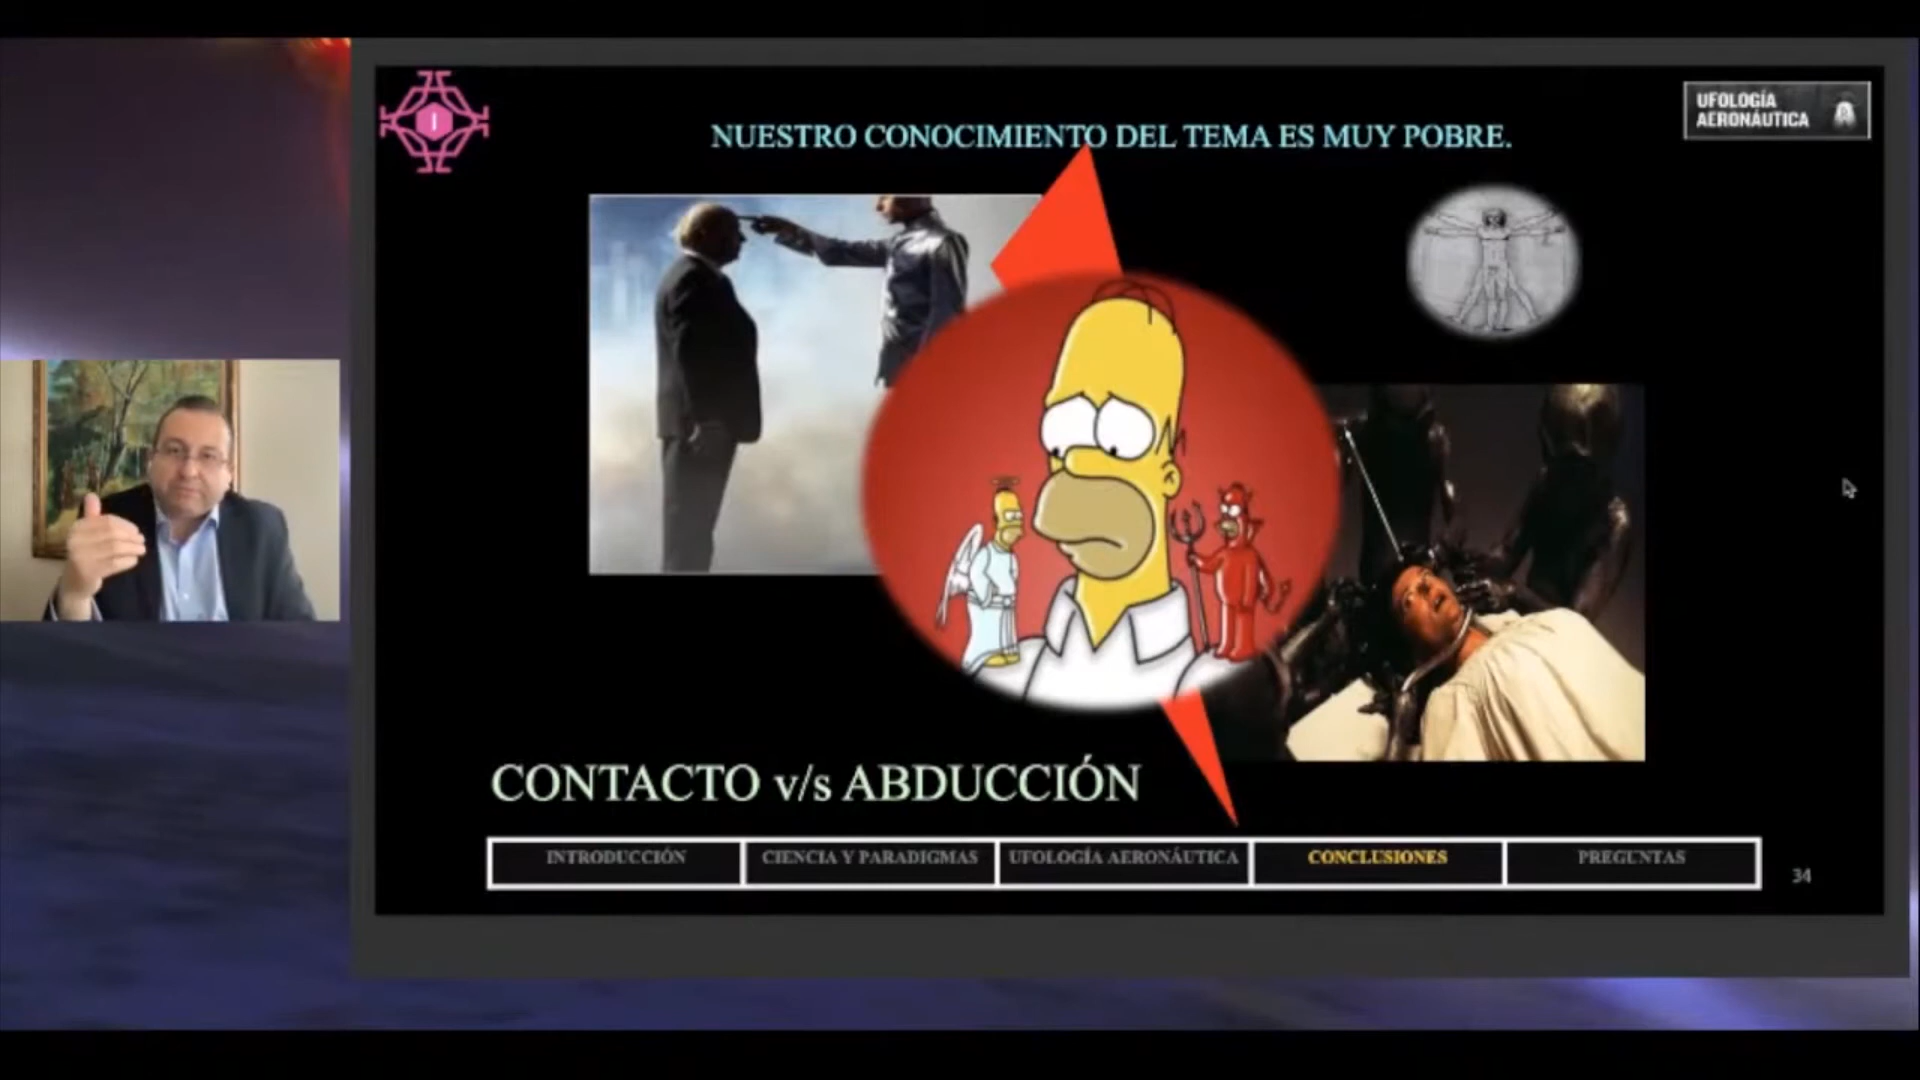 NUESTRO CONOCIMIENTO DEL TEMA ES MUY POBRE.
UFOLOGÍA
AERONÁUTICA
CONTACTO v/s ABDUCCIÓN
INTRODUCCIÓN
CIENCIA Y PARADIGMAS
UFOLOGÍA AERONÁUTICA
CONCLUSIONES
PREGUNTAS
34